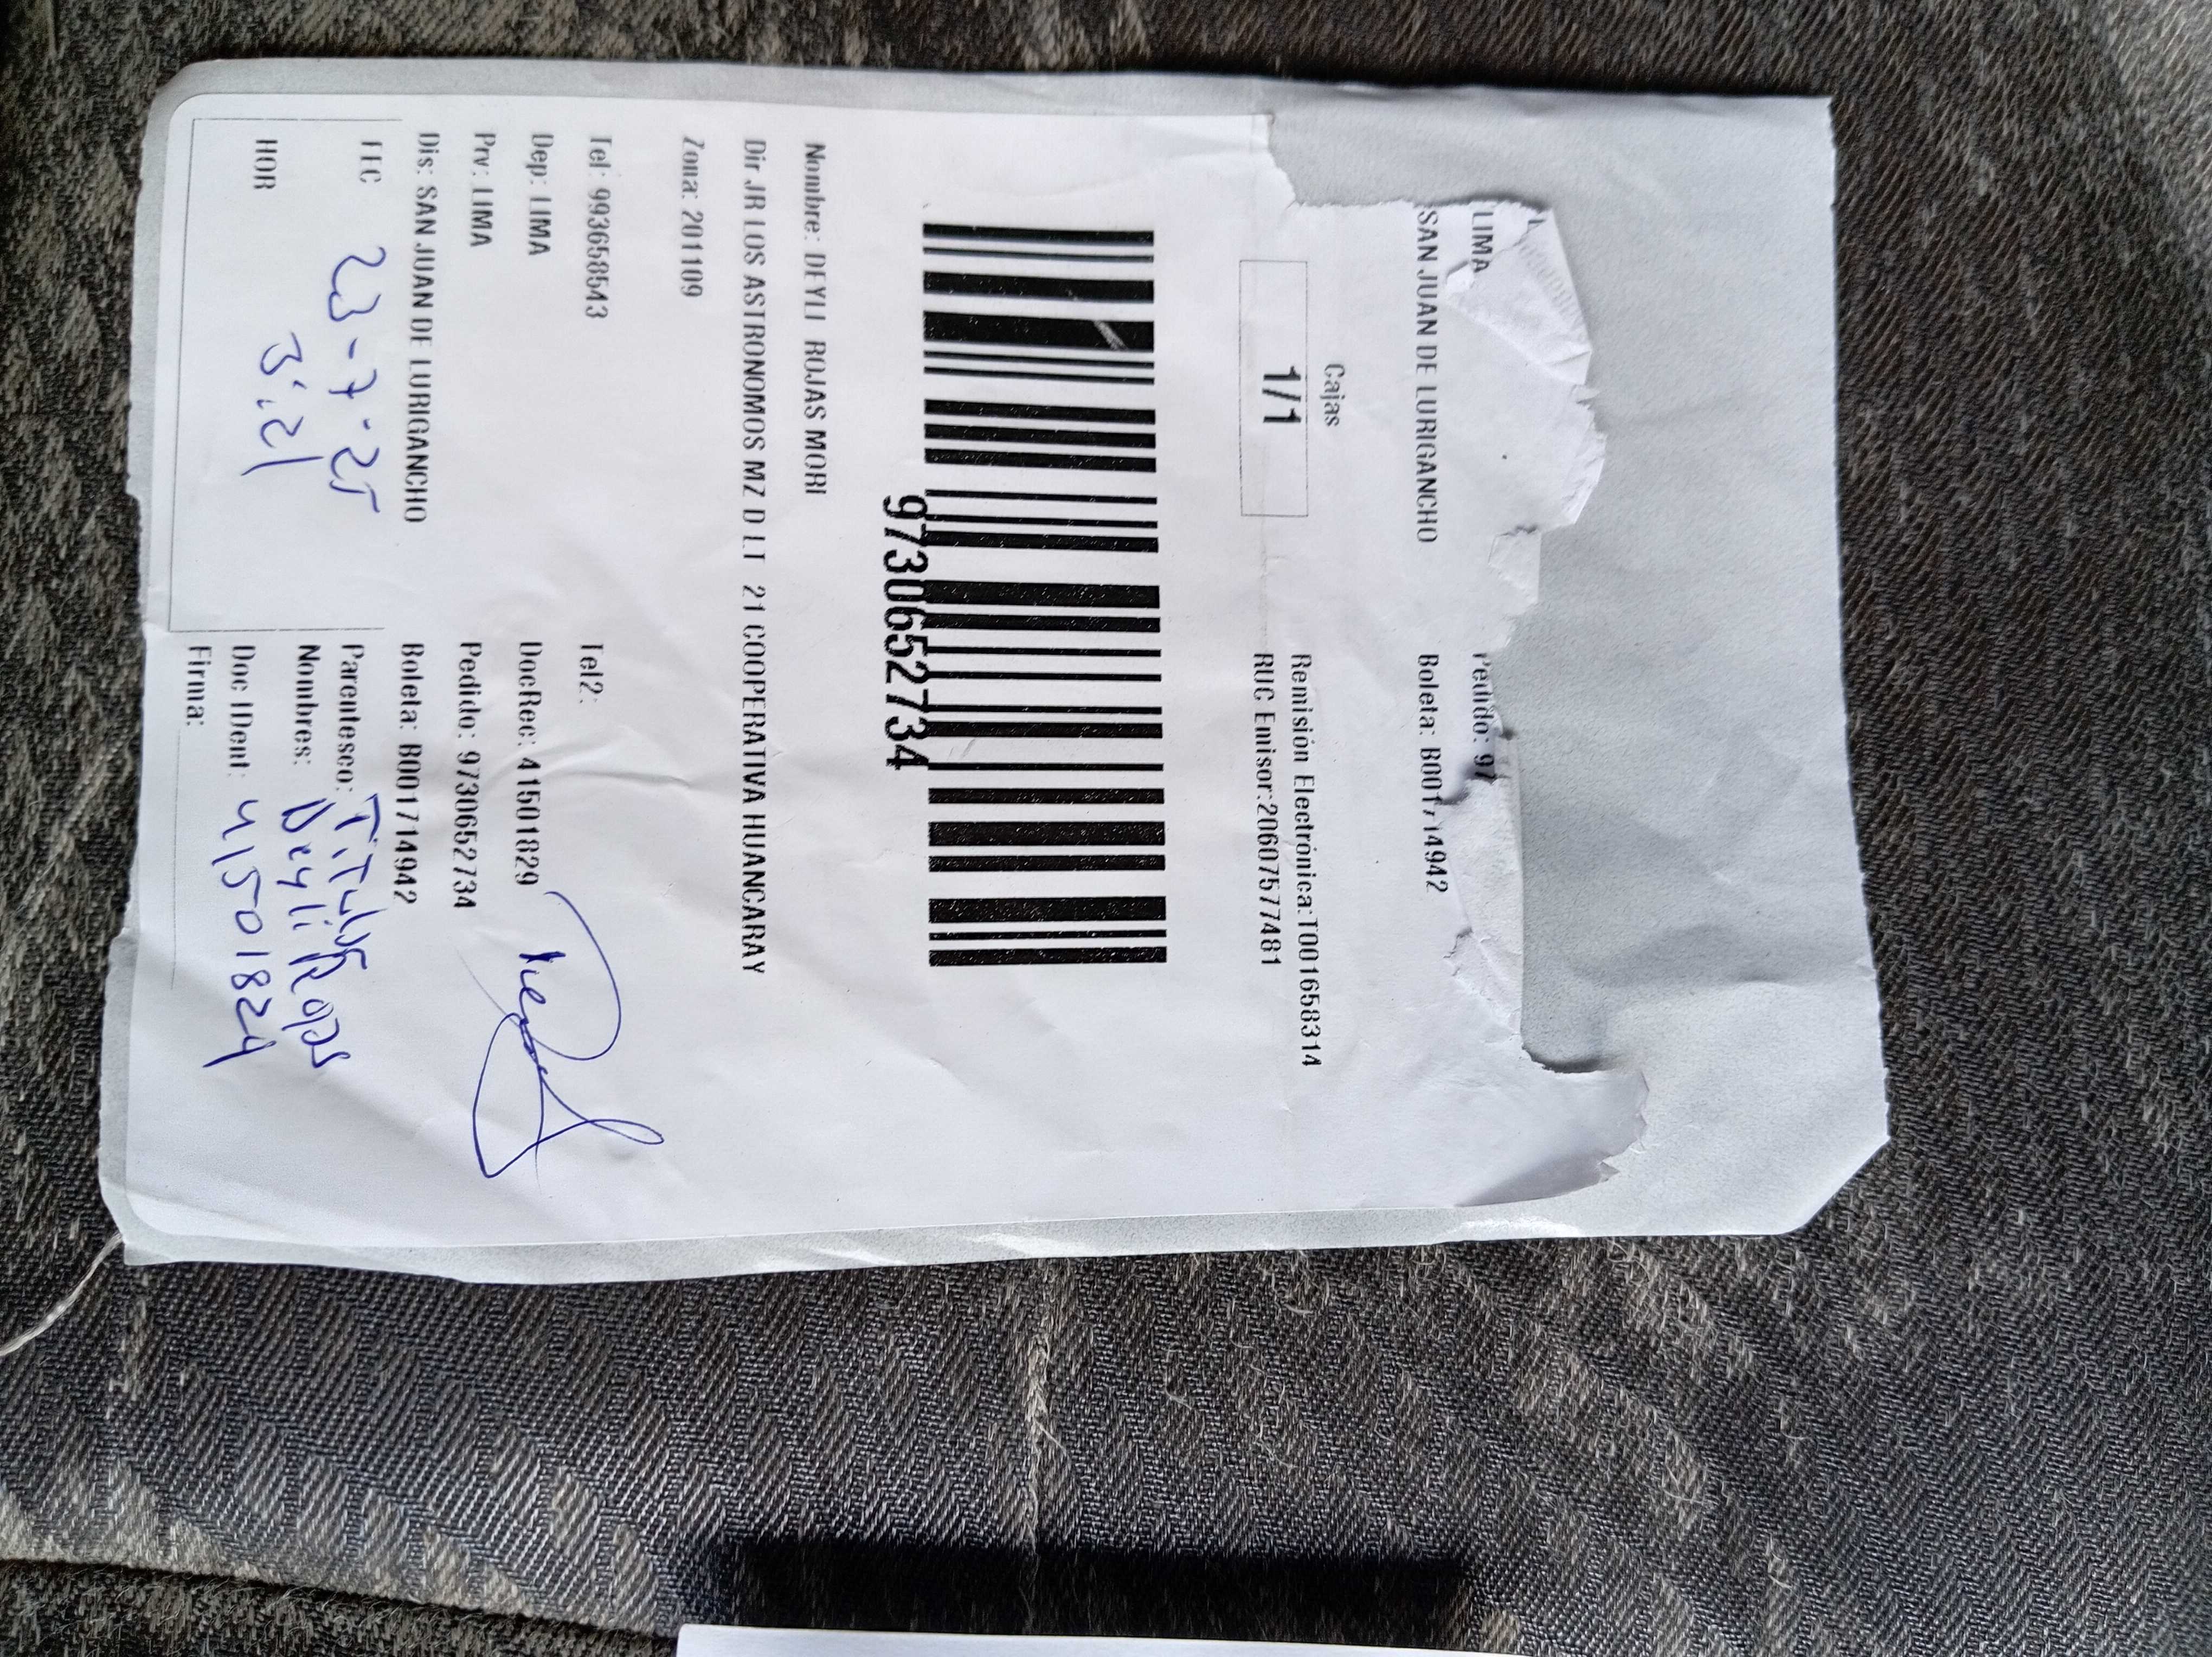 LIMA
Pedido: 97
SAN JUAN DE LURIGANCHO
Boleta: B001714942
Cajas
Remisión Electrónica:T001658314
1/1
RUC Emisor:20607577481
9730652734
Nombre: DEYLI ROJAS MORI
Dir JR LOS ASTRONOMOS MZ D LT 21 COOPERATIVA HUANCARAY
Zona: 201109
Tel: 993658543
Tel2:
Dep: LIMA
DocRec: 41501829
Prv: LIMA
Pedido: 9730652734
Dis: SAN JUAN DE LURIGANCHO
Boleta: B001714942
FEC 23-7-25
Parentesco: Titular
Nombres: Deyli Rojas
HOR 3:21
Doc IDent: 41501824
Firma: